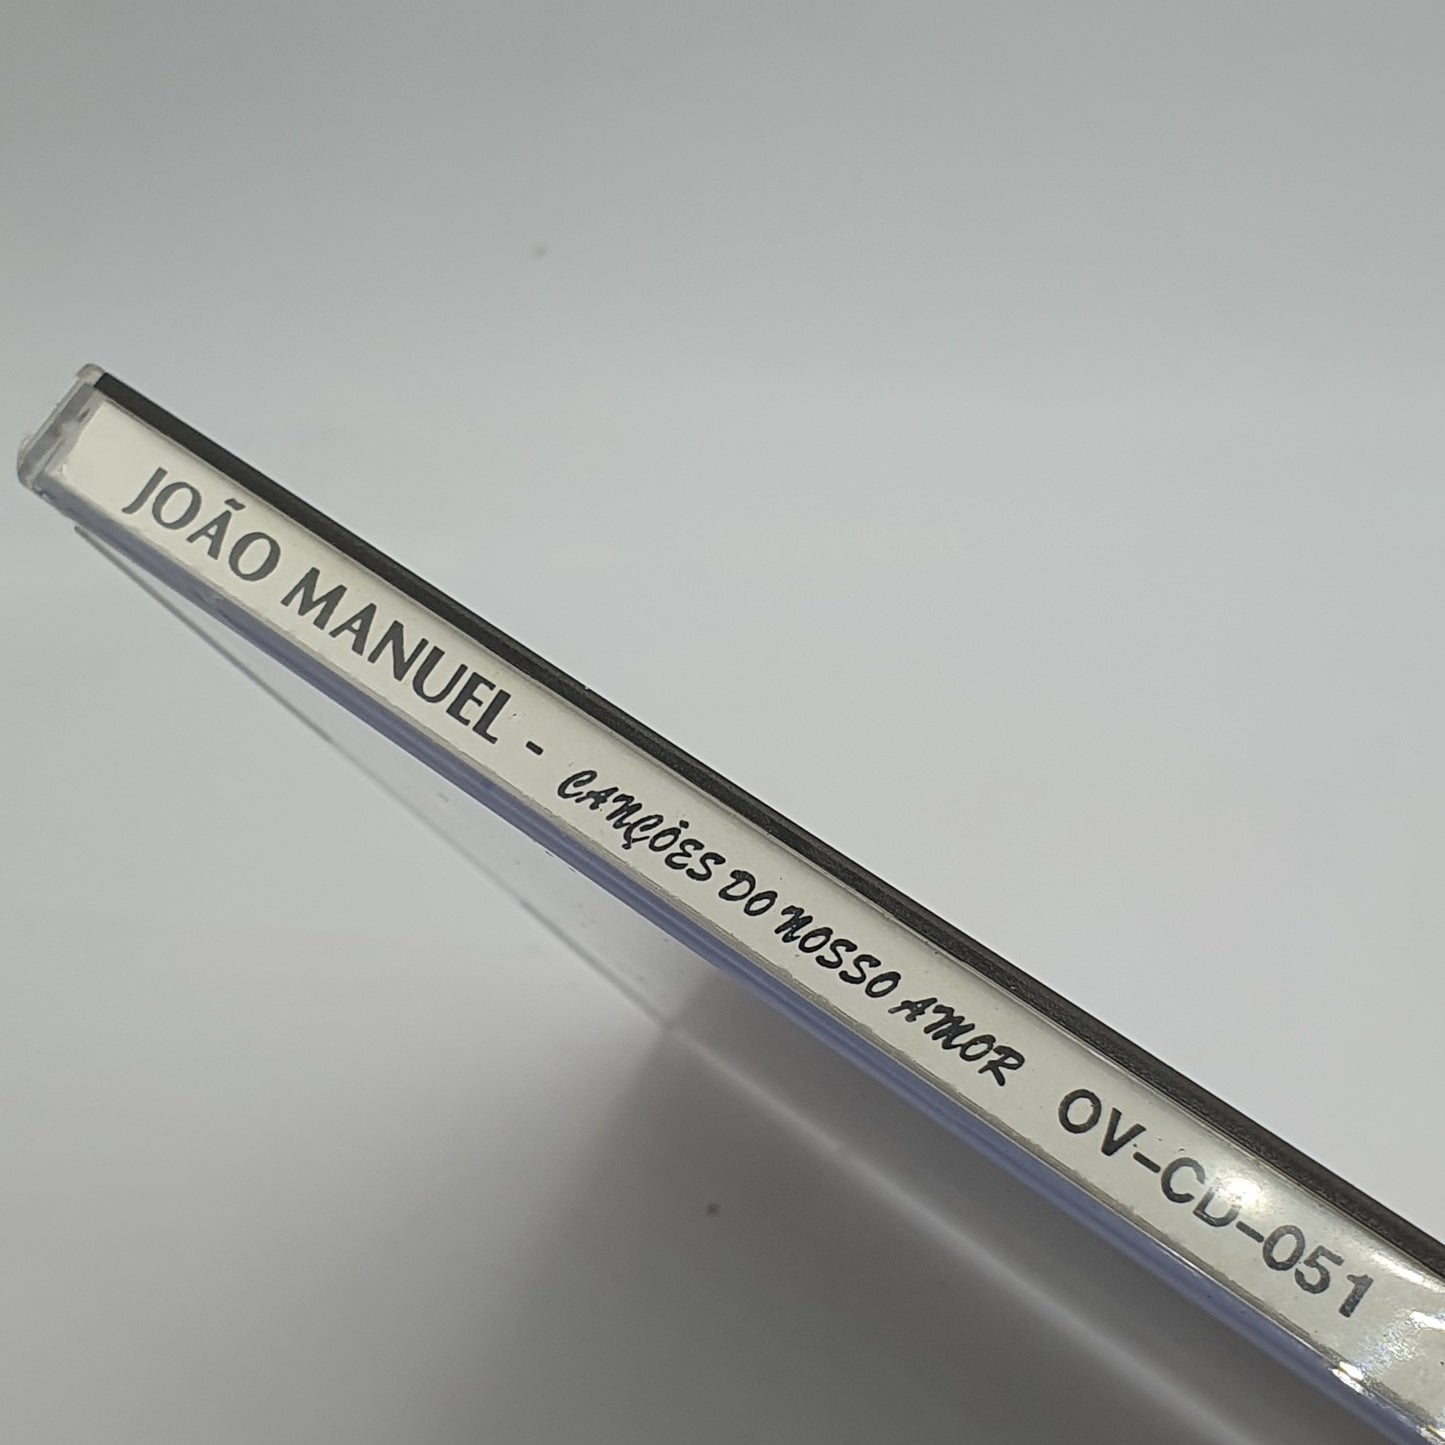 JOÃO MANUEL - CANÇÕES DO NOSSO AMOR OV-CD-051